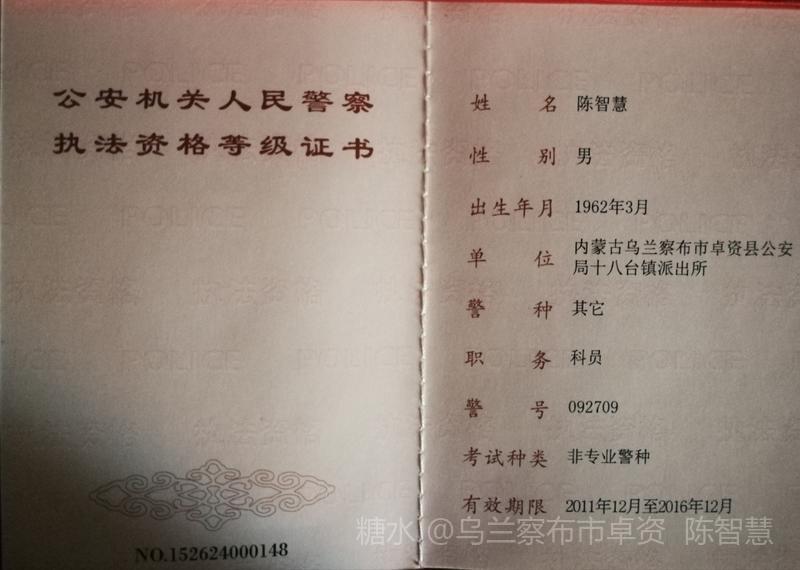 公安机关人民警察
执法资格等级证书
NO.152624000148
姓名 陈智慧
性别 男
出生年月 1962年3月
单位 内蒙古乌兰察布市卓资县公安
局十八台镇派出所
警种 其它
职务 科员
警号 092709
考试种类 非专业警种
有效期限 2011年12月至2016年12月
糖水J@乌兰察布市卓资 陈智慧